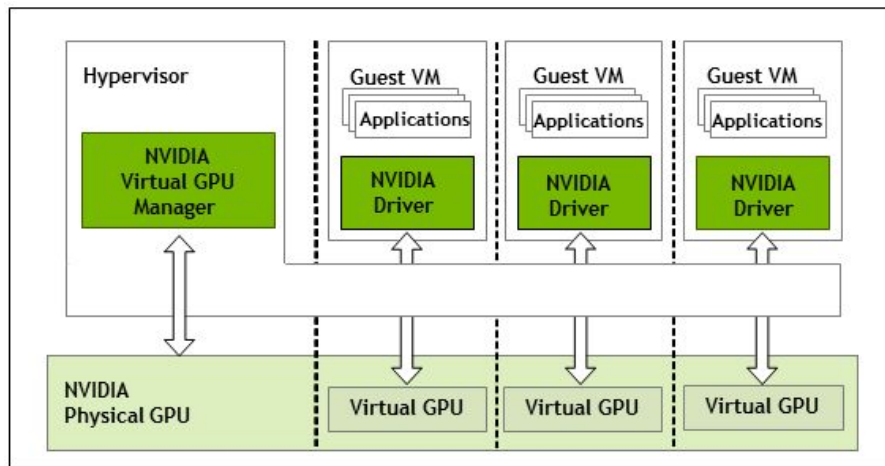 Hypervisor
NVIDIA
Virtual GPU
Manager
Guest VM
Applications
NVIDIA
Driver
Guest VM
Applications
NVIDIA
Driver
Guest VM
Applications
NVIDIA
Driver
NVIDIA
Physical GPU
Virtual GPU
Virtual GPU
Virtual GPU